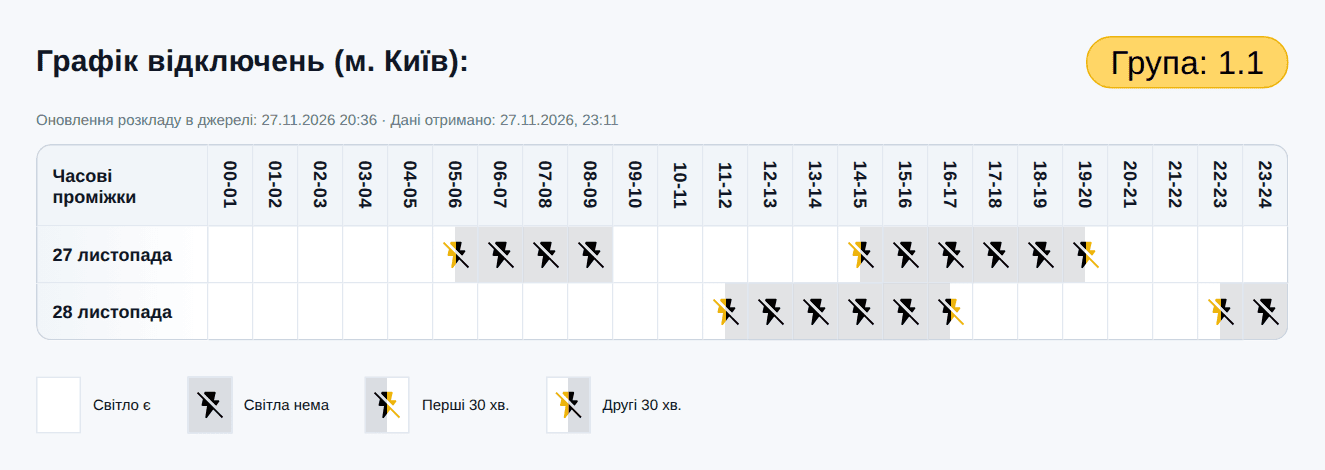 Графік відключень (м. Київ):
Група: 1.1
Оновлення розкладу в джерелі: 27.11.2026 20:36 · Дані отримано: 27.11.2026, 23:11
Часові
проміжки
00-01
01-02
02-03
03-04
04-05
05-06
06-07
07-08
08-09
09-10
10-11
11-12
12-13
13-14
14-15
15-16
16-17
17-18
18-19
19-20
20-21
21-22
22-23
23-24
27 листопада
28 листопада
Світло є
Світла нема
Перші 30 хв.
Другі 30 хв.